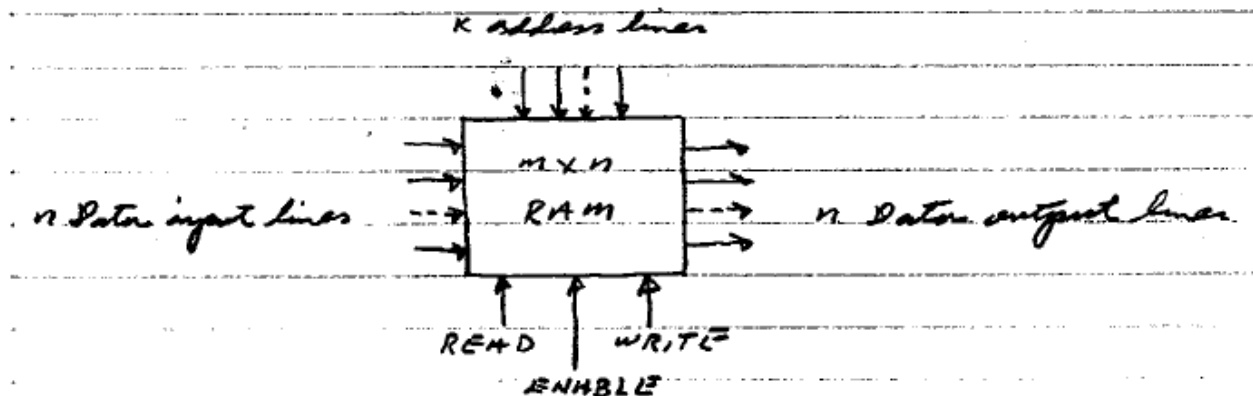 K address lines
m x n
RAM
n Data input lines
n Data output lines
READ
WRITE
ENABLE